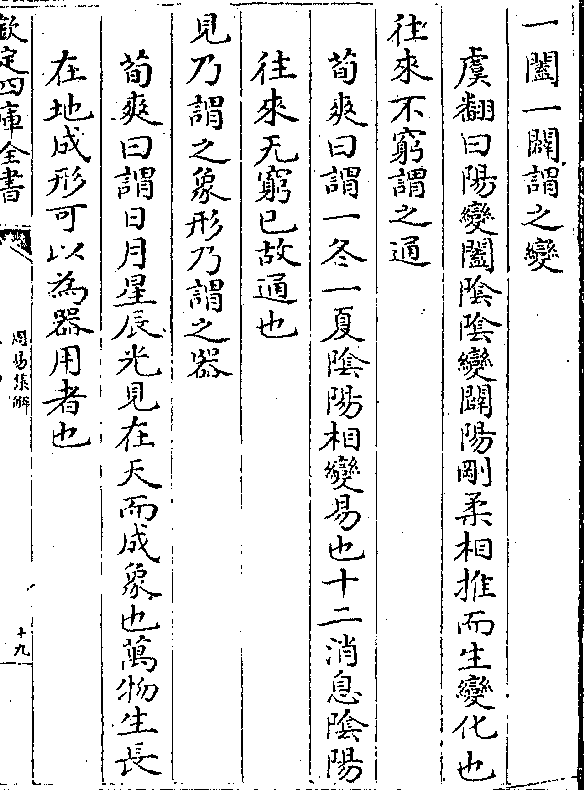 一闔一闢謂之變
虞翻曰陽變闔陰陰變闢陽剛柔相推而生變化也
往來不窮謂之通
荀爽曰謂一冬一夏陰陽相變易也十二消息陰陽
往來无窮已故通也
見乃謂之象形乃謂之器
荀爽曰謂日月星辰光見在天而成象也萬物生長
在地成形可以為器用者也
欽定四庫全書
周易集解
十九